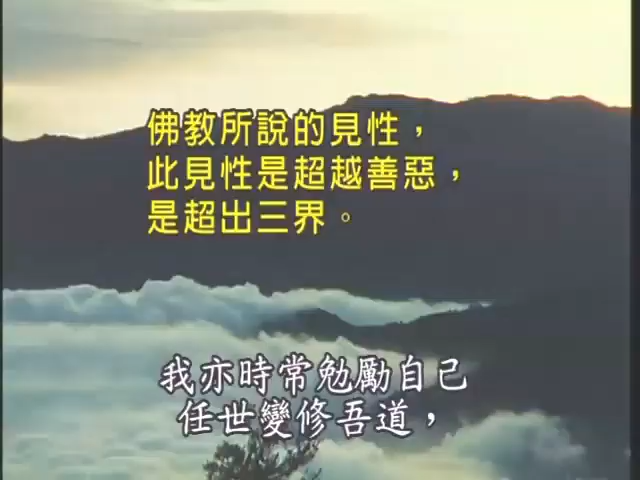 佛教所說的見性，
此見性是超越善惡，
是超出三界。
我亦時常勉勵自己
任世變修吾道，